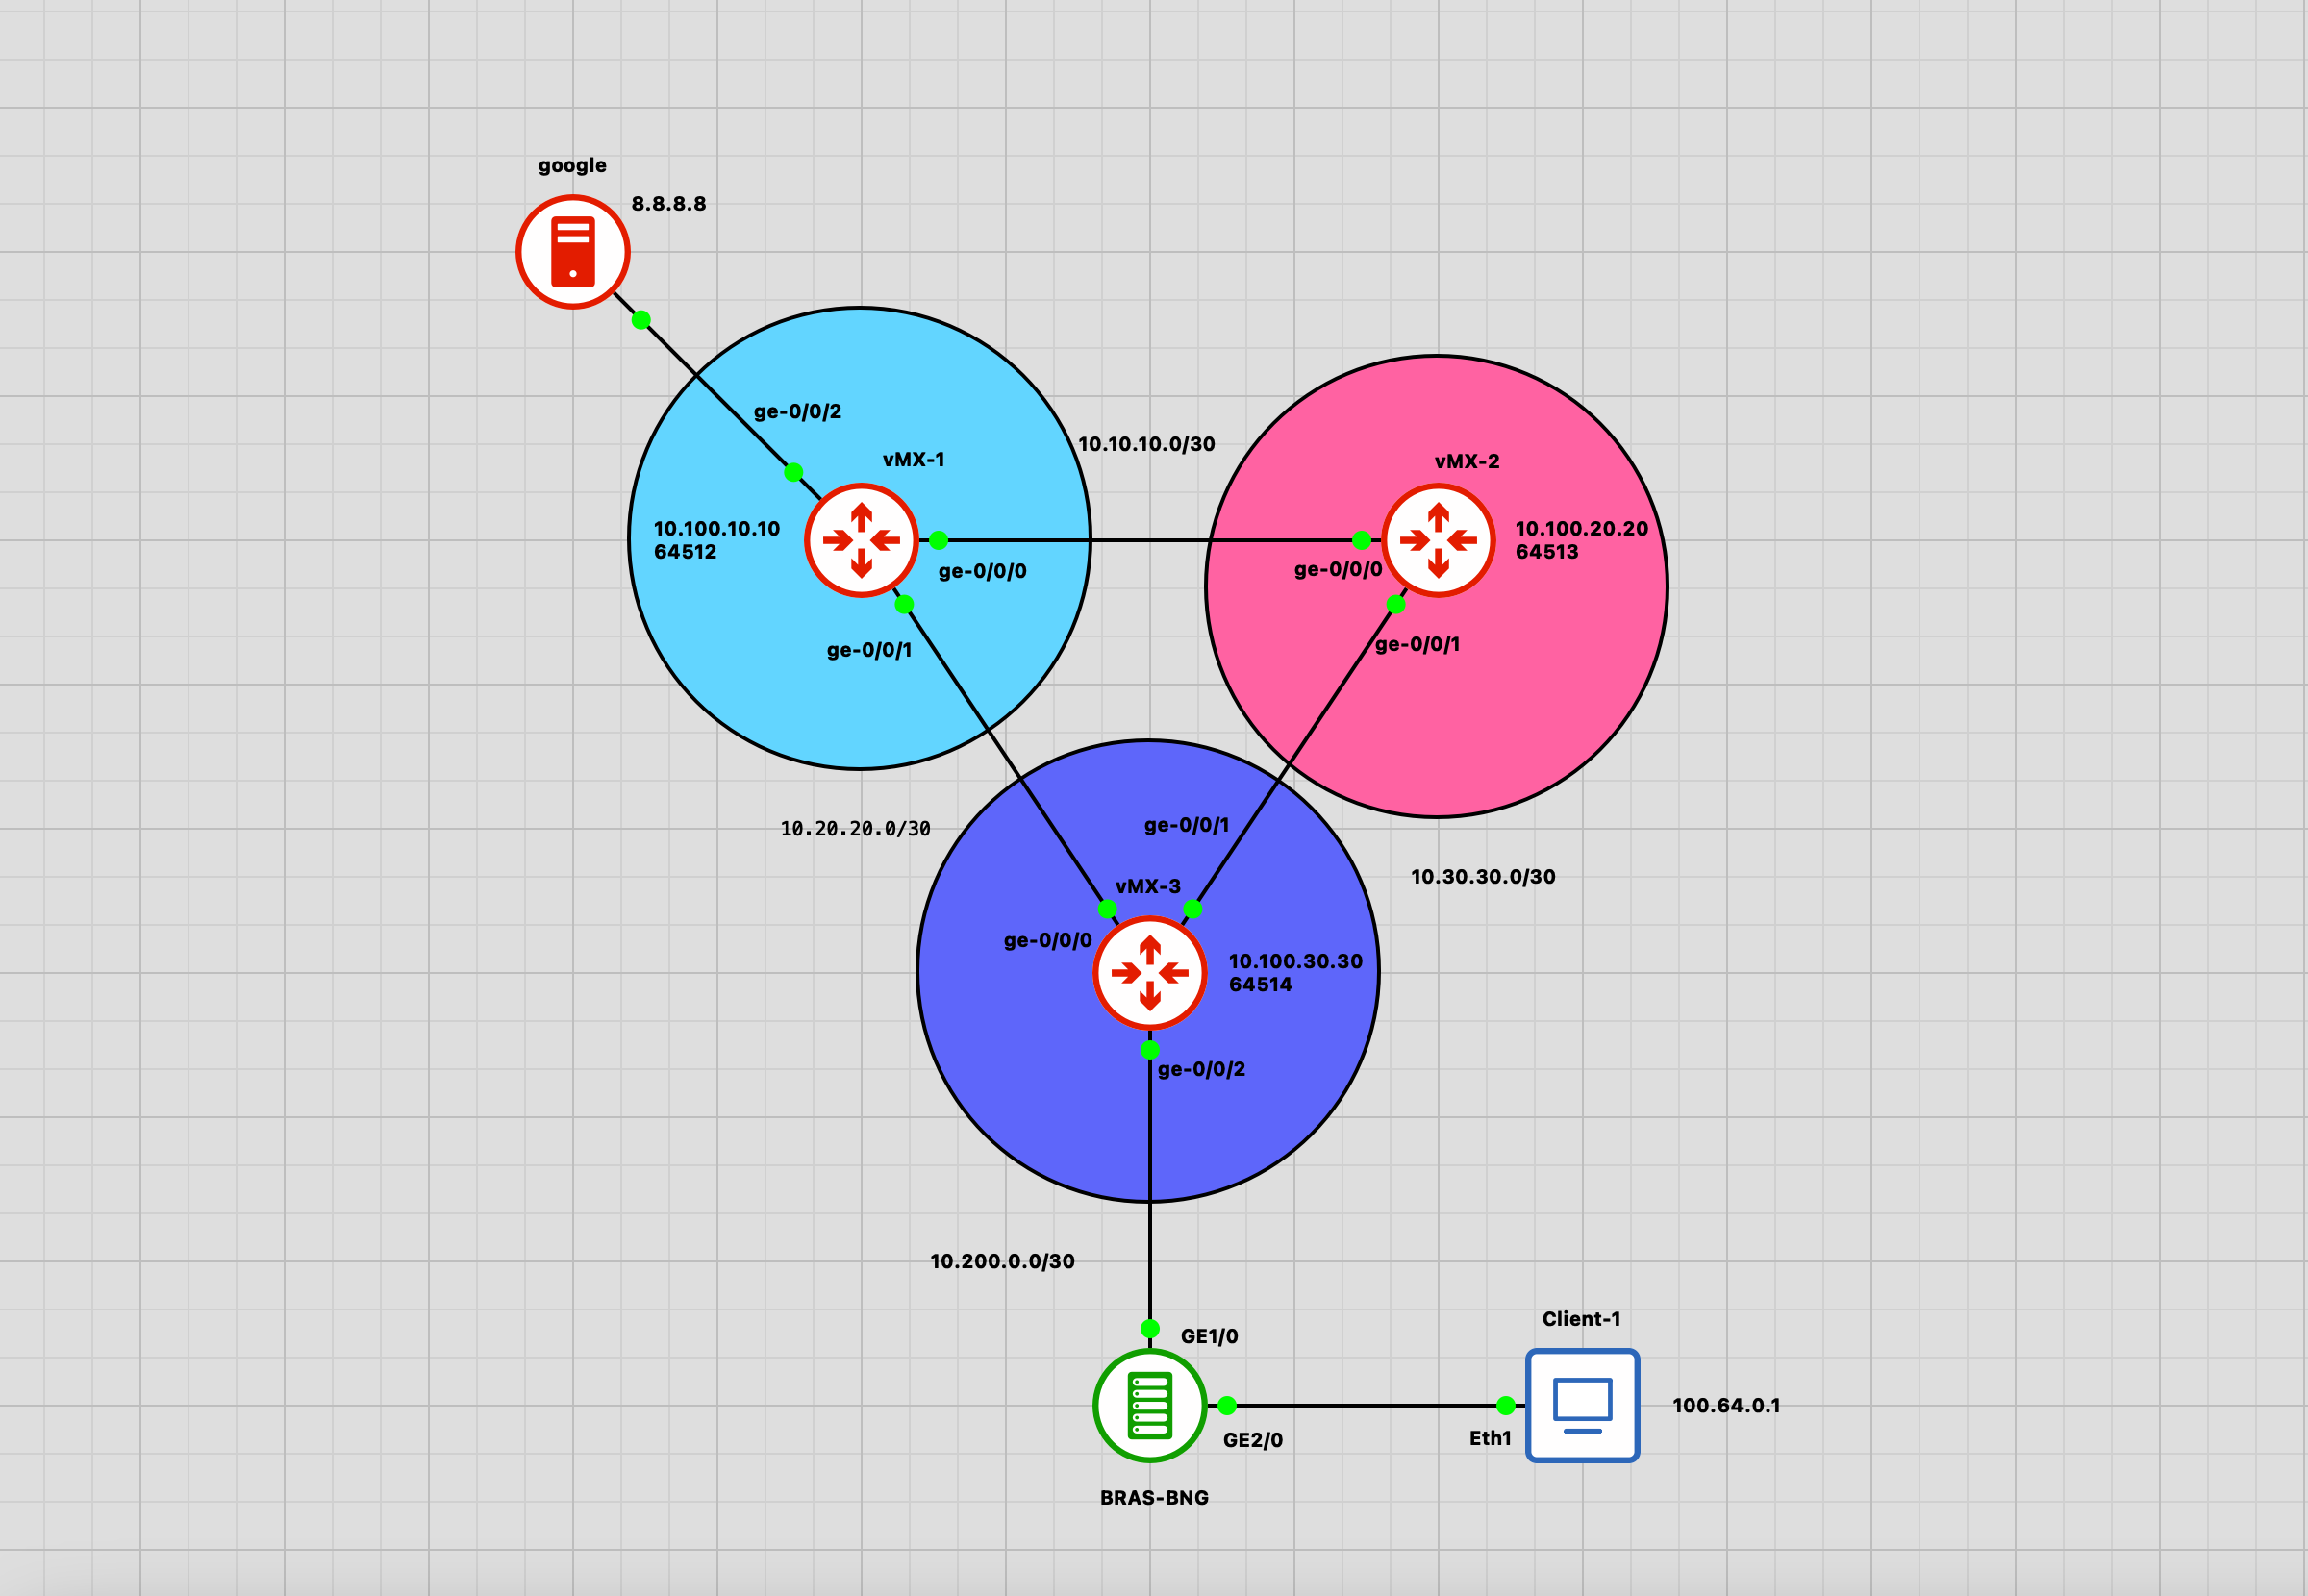 google
8.8.8.8
ge-0/0/2
10.10.10.0/30
vMX-1
vMX-2
10.100.10.10
64512
10.100.20.20
64513
ge-0/0/0
ge-0/0/0
ge-0/0/1
ge-0/0/1
10.20.20.0/30
ge-0/0/1
10.30.30.0/30
vMX-3
ge-0/0/0
10.100.30.30
64514
ge-0/0/2
10.200.0.0/30
Client-1
GE1/0
100.64.0.1
GE2/0
Eth1
BRAS-BNG